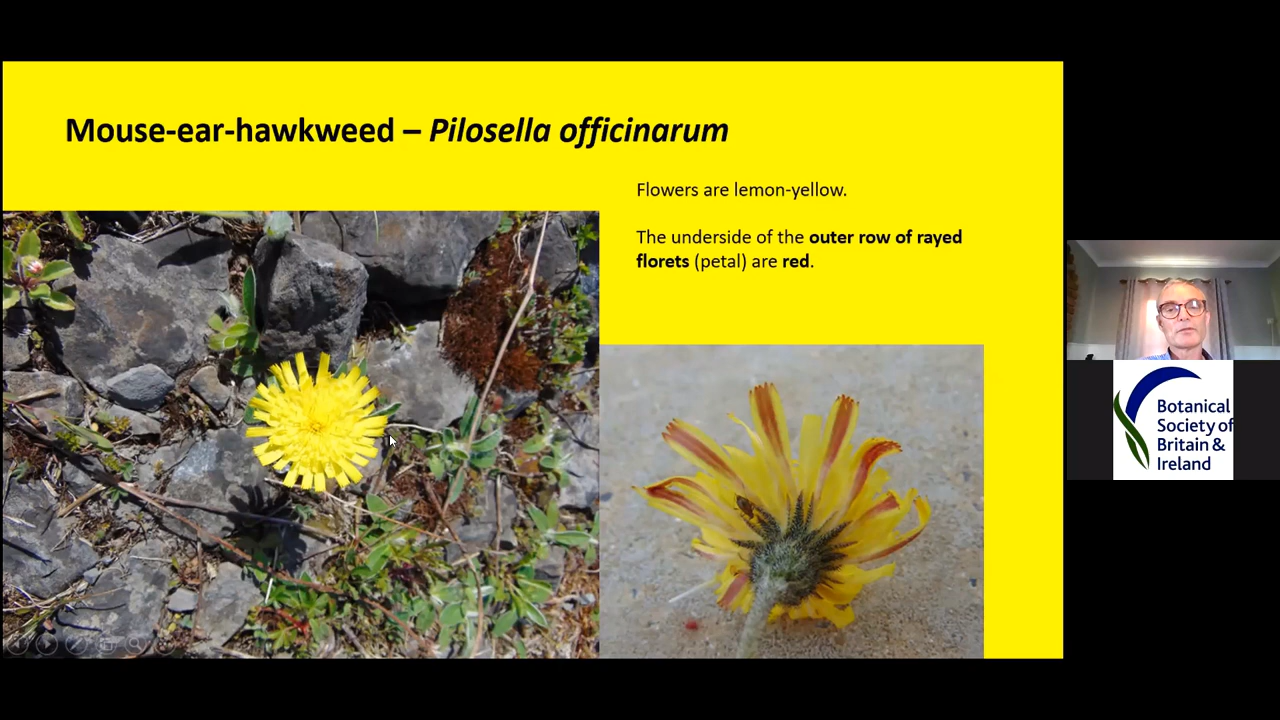 Mouse-ear-hawkweed – Pilosella officinarum
Flowers are lemon-yellow.
The underside of the outer row of rayed
florets (petal) are red.
Botanical
Society of
Britain &
Ireland